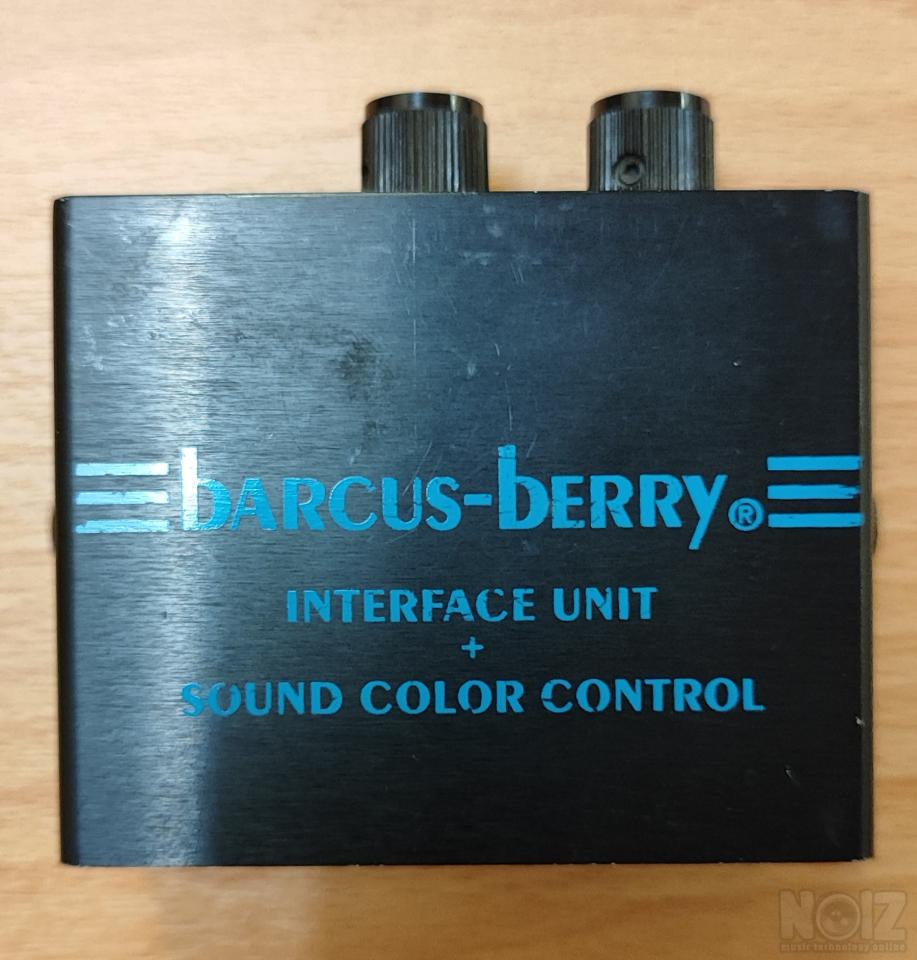 barcus-berry®
INTERFACE UNIT
+
SOUND COLOR CONTROL
NOIZ
music technology online